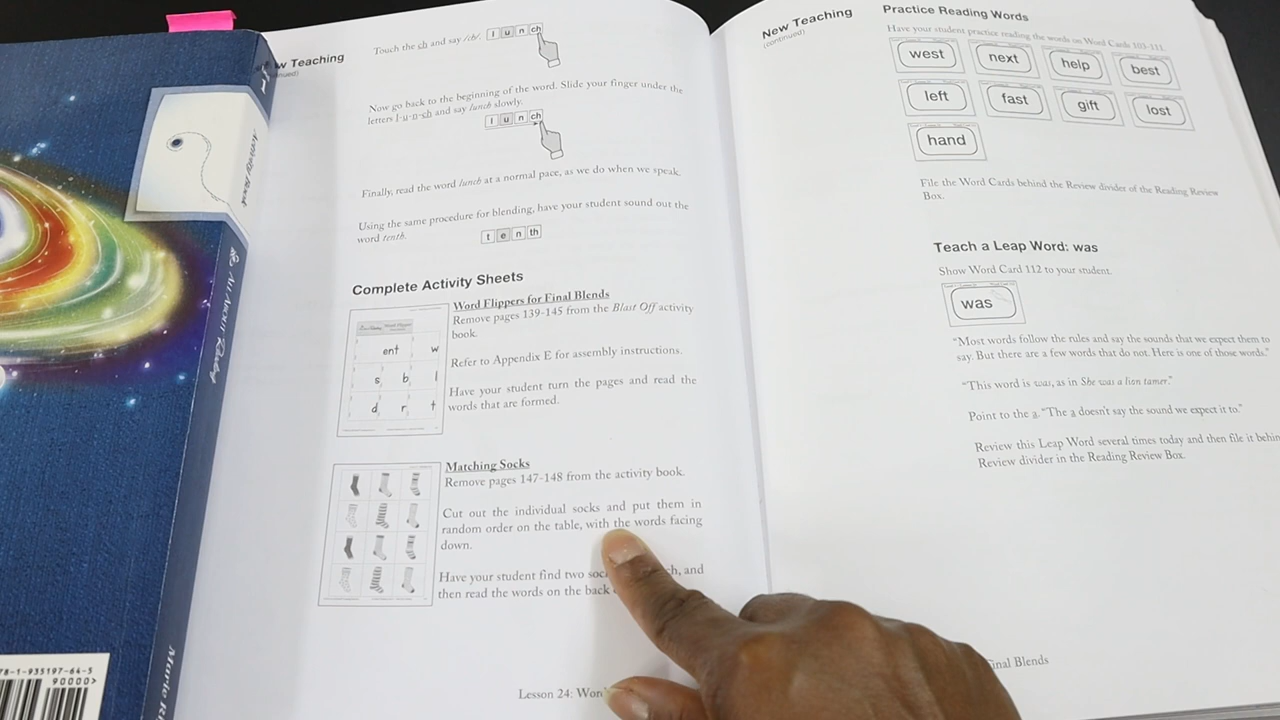 Activity Book
All About Reading
78-1-935197-64-5
90000>
w Teaching
Touch the ch and say /ch/.
l u n ch
Now go back to the beginning of the word. Slide your finger under the
letters l-u-n-ch and say lunch slowly.
l u n ch
Finally, read the word lunch at a normal pace, as we do when we speak.
Using the same procedure for blending, have your student sound out the
word tenth.
t e n th
Complete Activity Sheets
Word Flippers for Final Blends
Remove pages 139-145 from the Blast Off activity
book.
Refer to Appendix E for assembly instructions.
Have your student turn the pages and read the
words that are formed.
ent w
s b l
d r t
Matching Socks
Remove pages 147-148 from the activity book.
Cut out the individual socks and put them in
random order on the table, with the words facing
down.
Have your student find two and
then read the words on the back
Lesson 24:
New Teaching
(continued)
Practice Reading Words
Have your student practice reading the words on Word Cards 103-111.
west next help best
left fast gift lost
hand
File the Word Cards behind the Review divider of the Reading Review
Box.
Teach a Leap Word: was
Show Word Card 112 to your student.
was
"Most words follow the rules and say the sounds that we expect them to
say. But there are a few words that do not. Here is one of those words."
"This word is was, as in She was a lion tamer."
Point to the a. "The a doesn't say the sound we expect it to."
Review this Leap Word several times today and then file it behin
Review divider in the Reading Review Box.
Final Blends